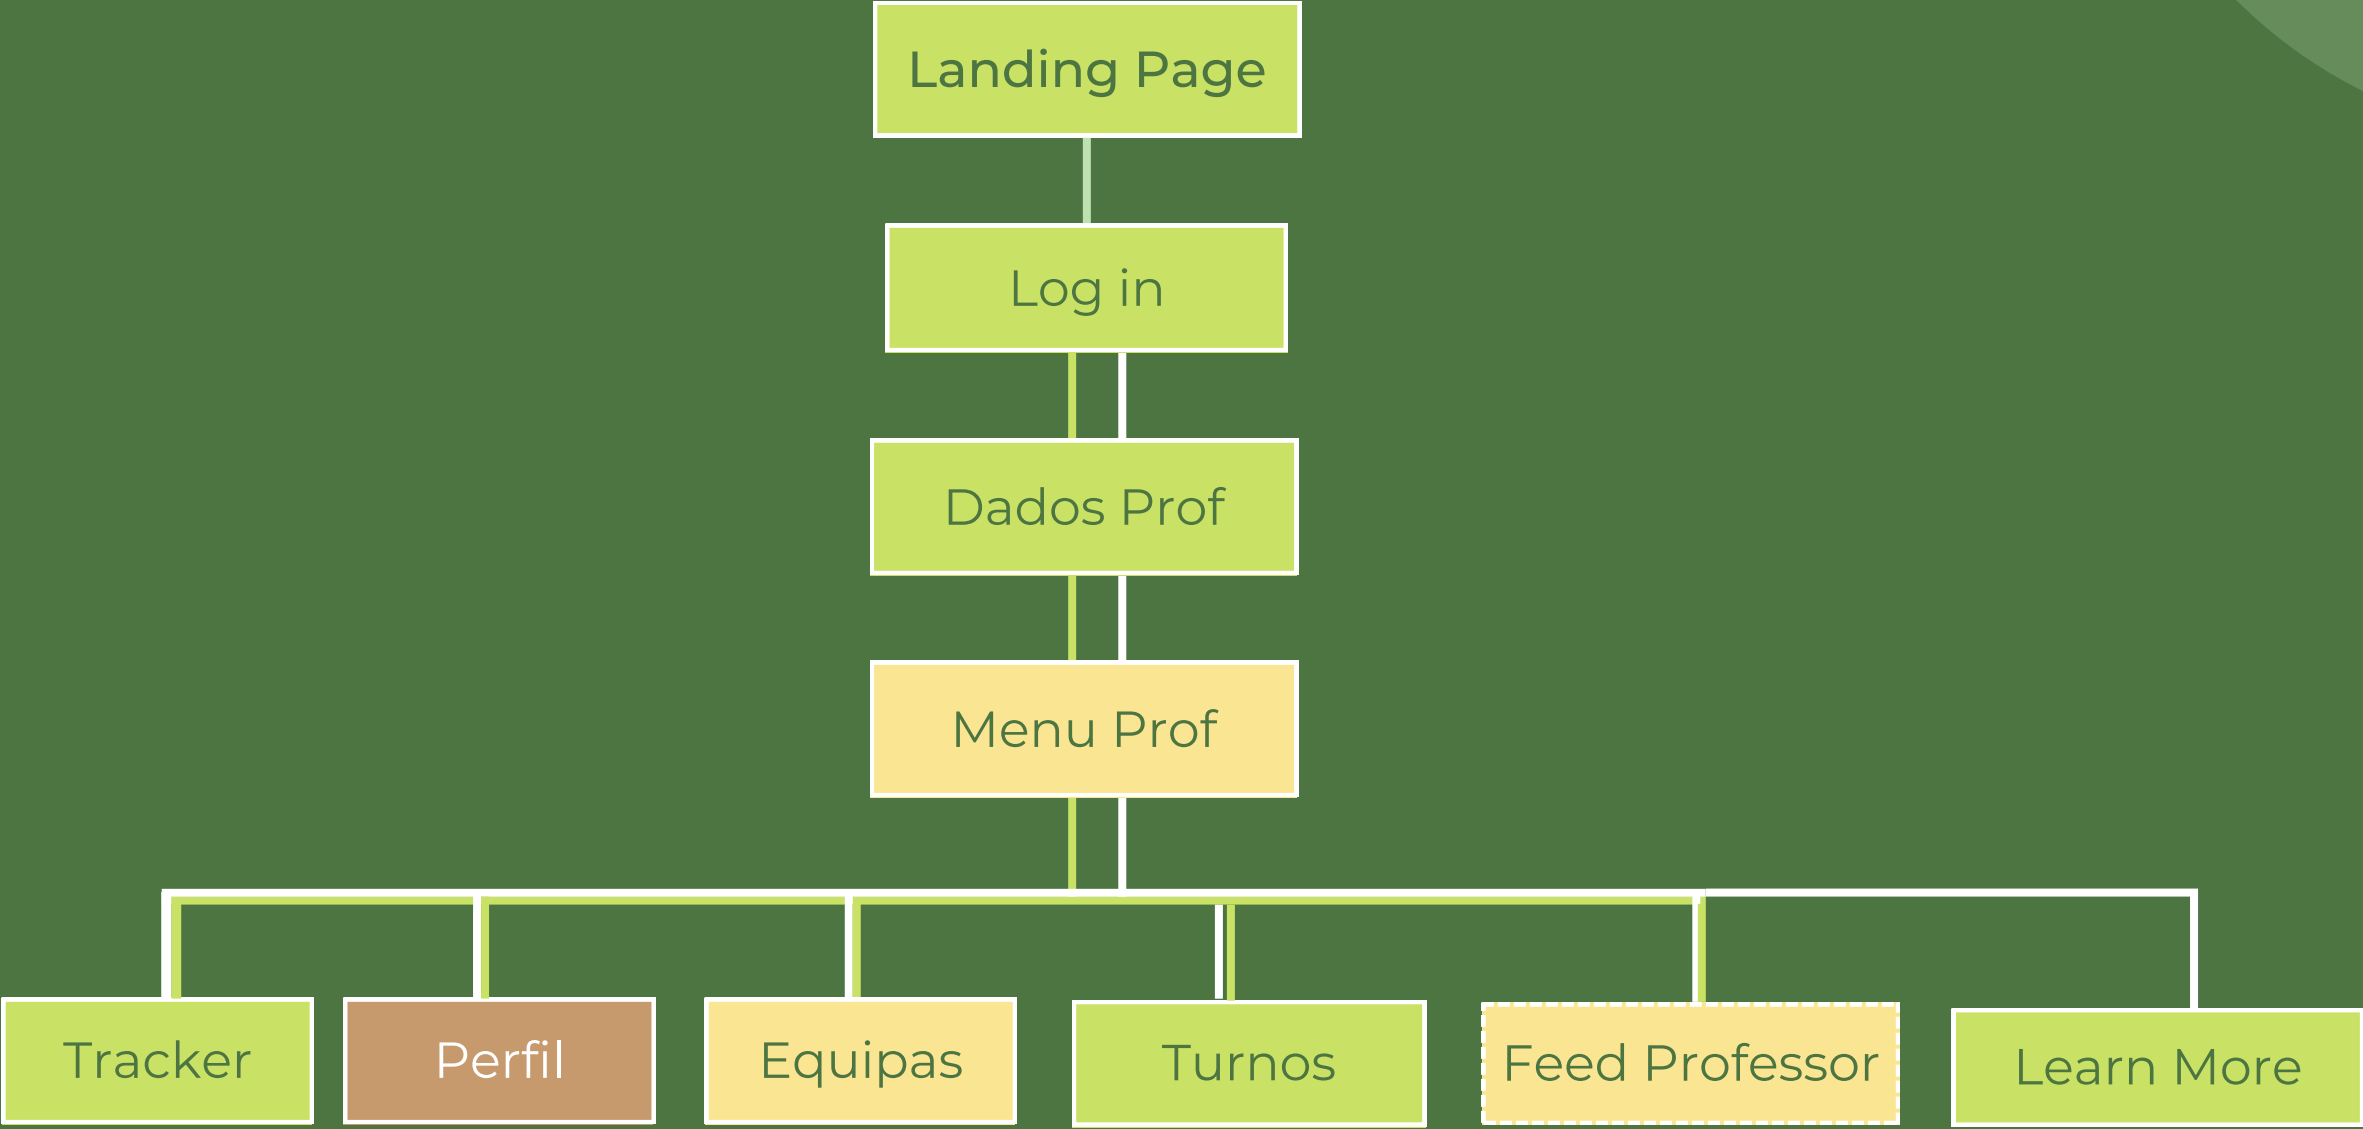 Landing Page
Log in
Dados Prof
Menu Prof
Tracker
Perfil
Equipas
Turnos
Feed Professor
Learn More